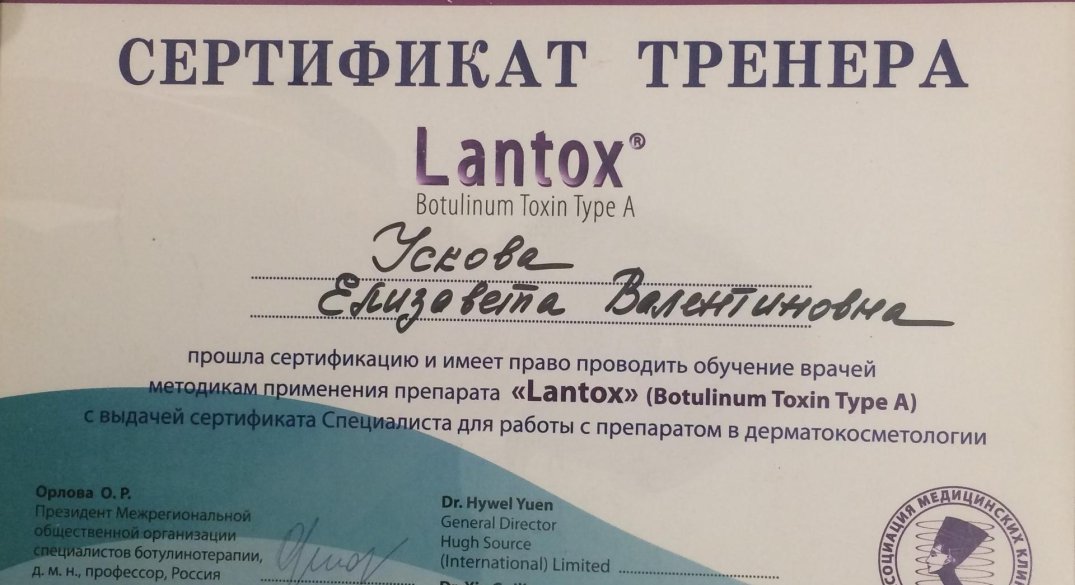 СЕРТИФИКАТ ТРЕНЕРА
Lantox®
Botulinum Toxin Type A
Ускова
Елизавета Валентиновна
прошла сертификацию и имеет право проводить обучение врачей
методикам применения препарата «Lantox» (Botulinum Toxin Type A)
с выдачей сертификата Специалиста для работы с препаратом в дерматокосметологии
Орлова О. Р.
Президент Межрегиональной
общественной организации
специалистов ботулинотерапии,
д. м. н., профессор, Россия
Dr. Hywel Yuen
General Director
Hugh Source
(International) Limited
МЕДИЦИНСКИХ